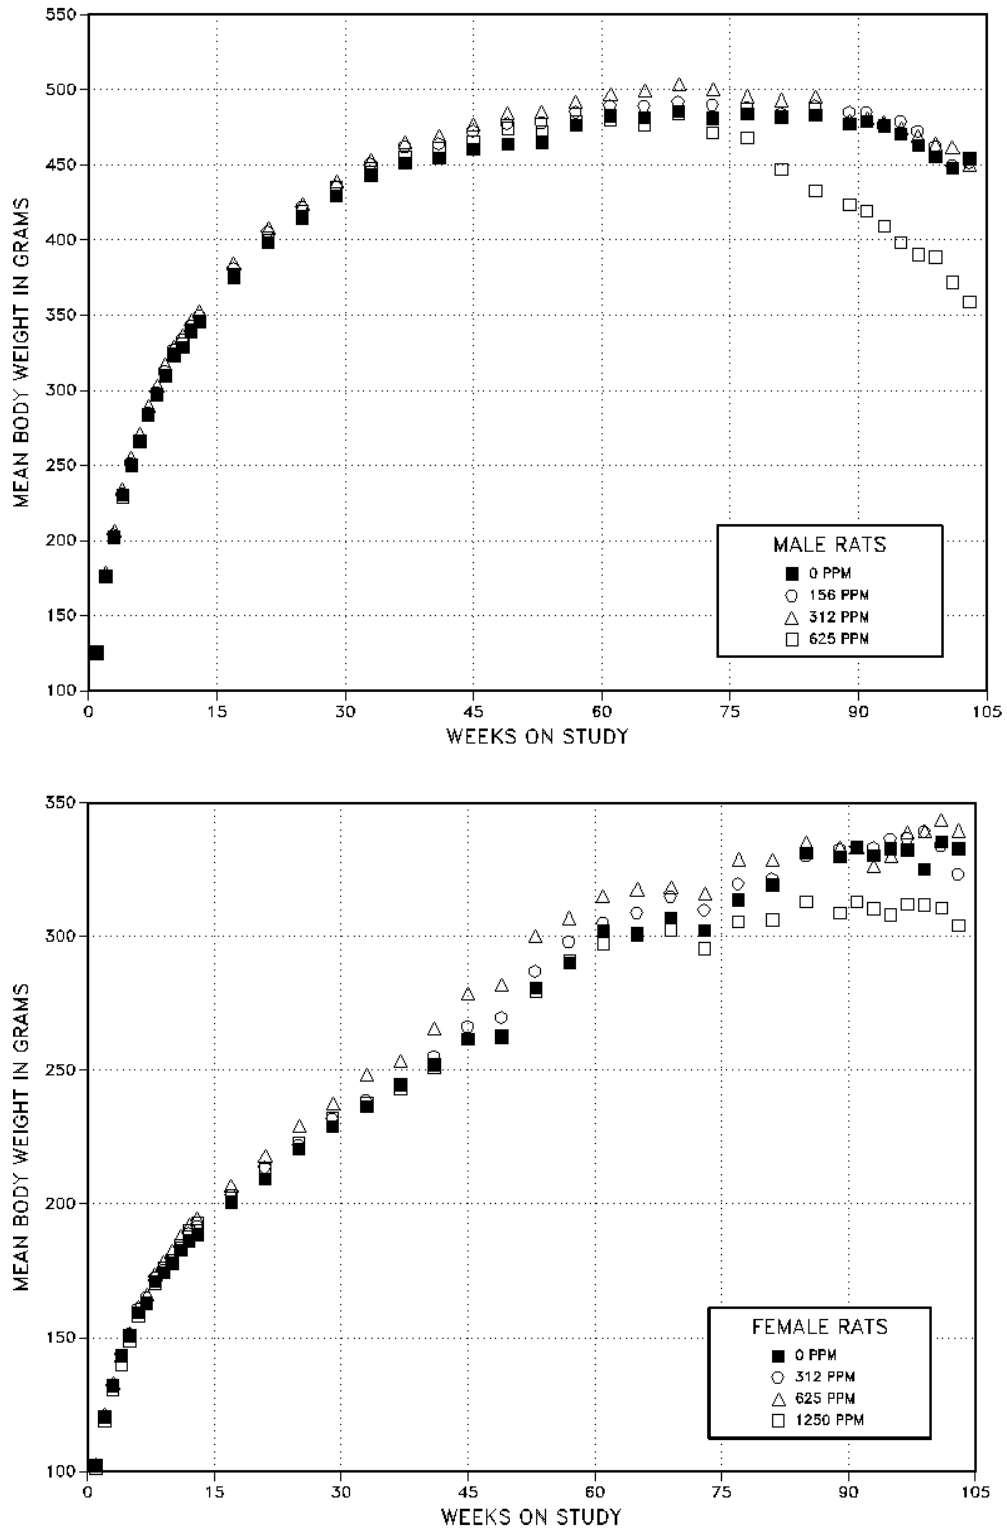 550
500
450
400
350
300
250
200
150
100
MEAN BODY WEIGHT IN GRAMS
MALE RATS
0 PPM
156 PPM
312 PPM
625 PPM
0 15 30 45 60 75 90 105
WEEKS ON STUDY
350
300
250
200
150
100
MEAN BODY WEIGHT IN GRAMS
FEMALE RATS
0 PPM
312 PPM
625 PPM
1250 PPM
0 15 30 45 60 75 90 105
WEEKS ON STUDY